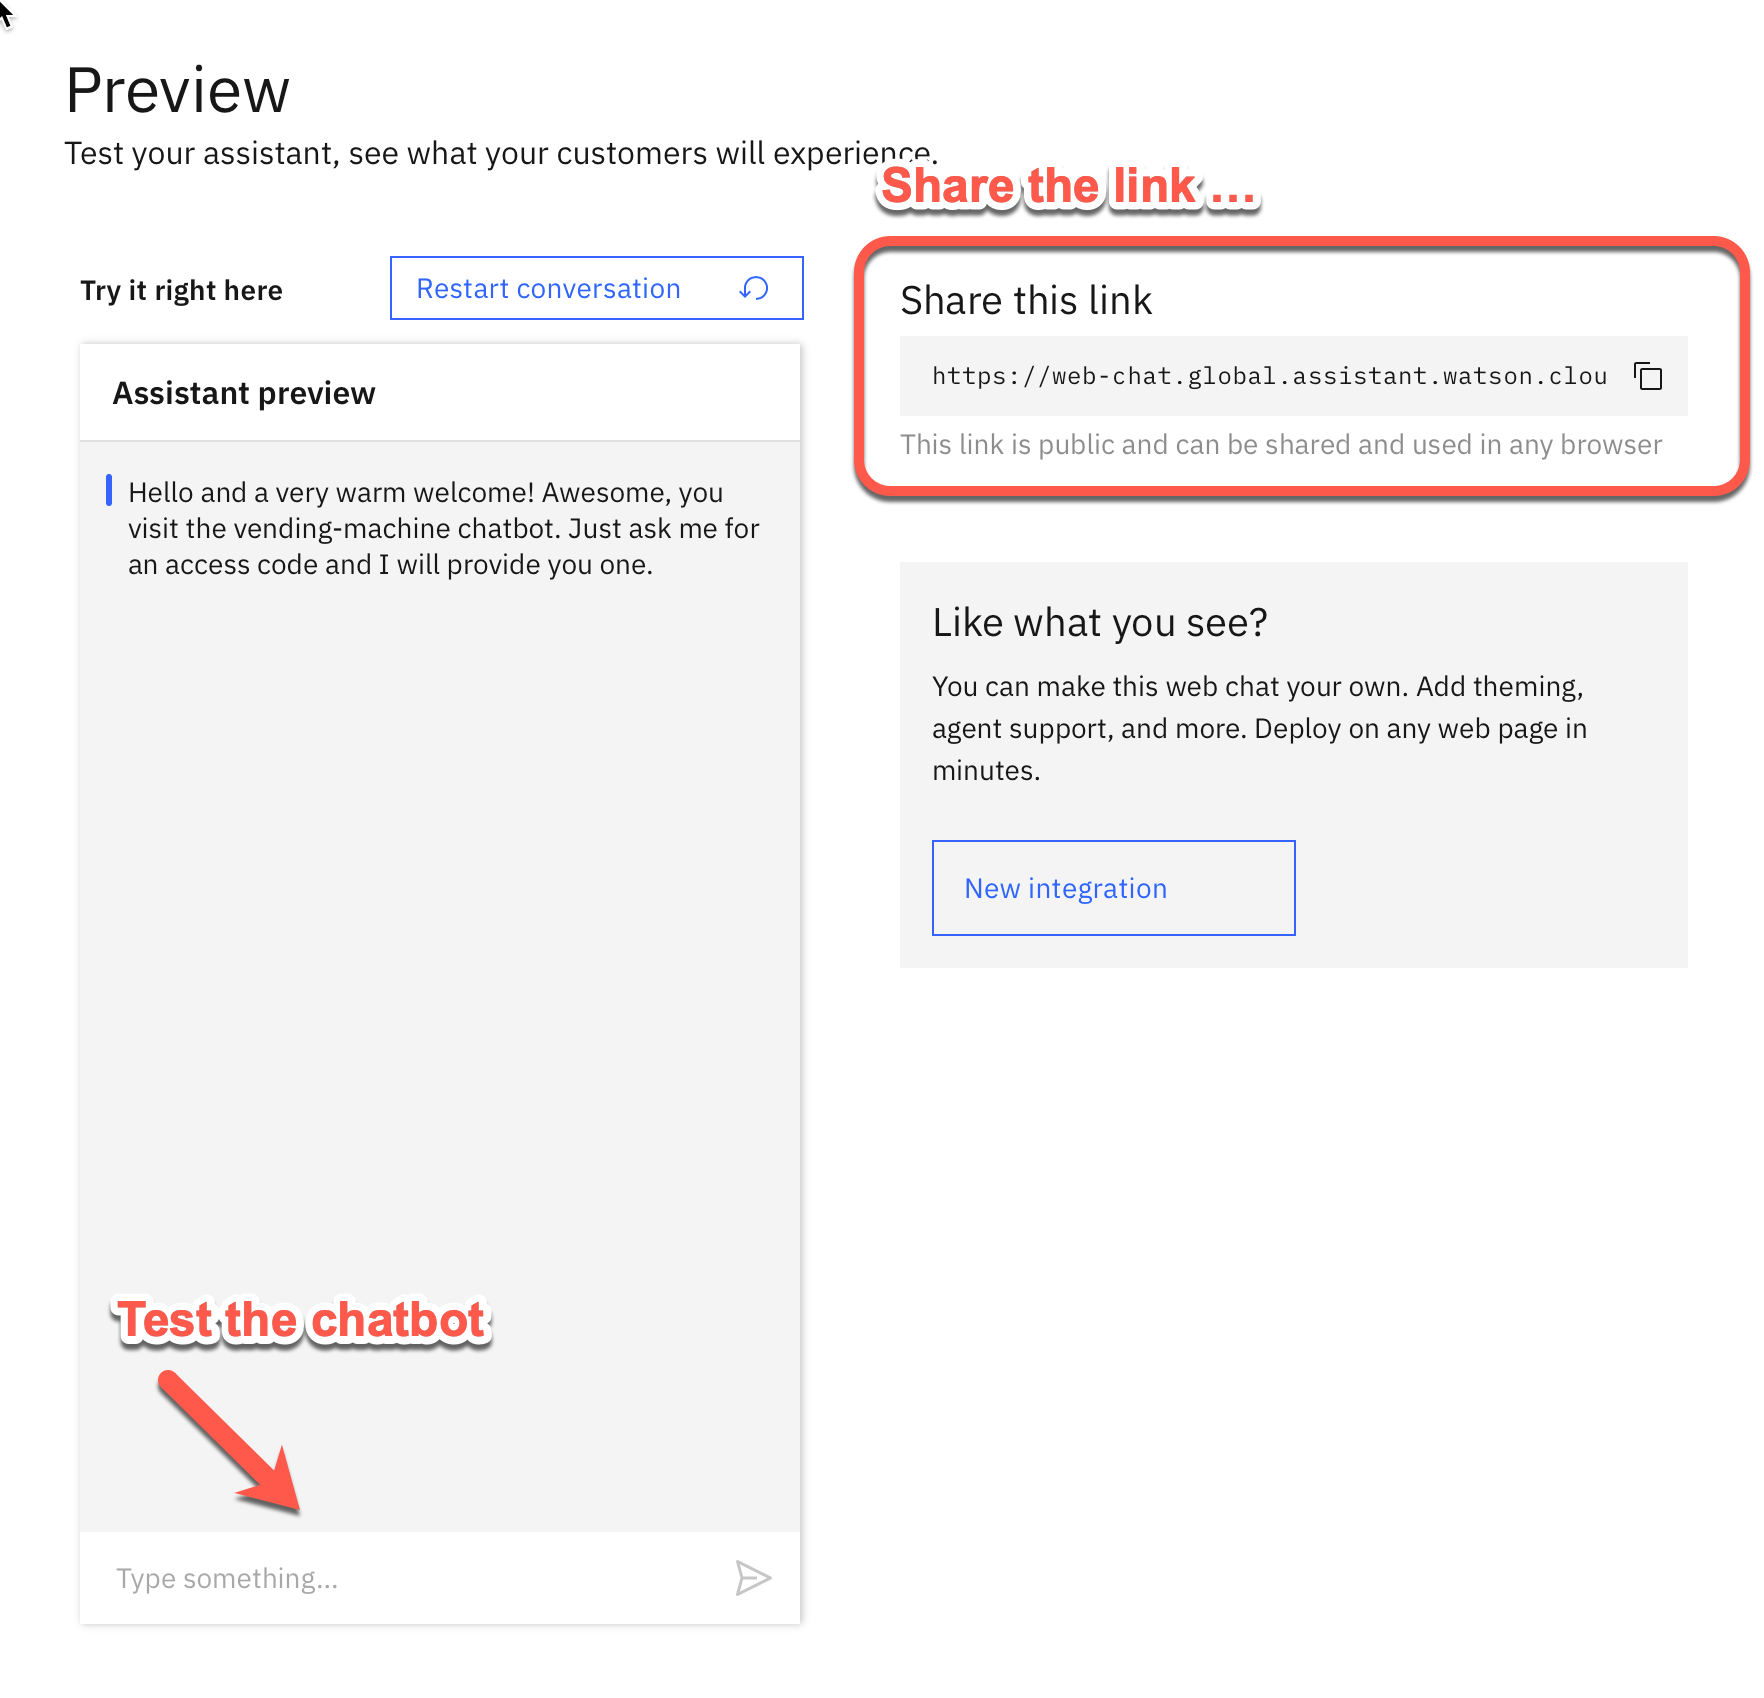 Preview
Test your assistant, see what your customers will experience.
Share the link ...
Try it right here
Restart conversation
Assistant preview
Hello and a very warm welcome! Awesome, you
visit the vending-machine chatbot. Just ask me for
an access code and I will provide you one.
Test the chatbot
Type something...
Share this link
https://web-chat.global.assistant.watson.clou
This link is public and can be shared and used in any browser
Like what you see?
You can make this web chat your own. Add theming,
agent support, and more. Deploy on any web page in
minutes.
New integration